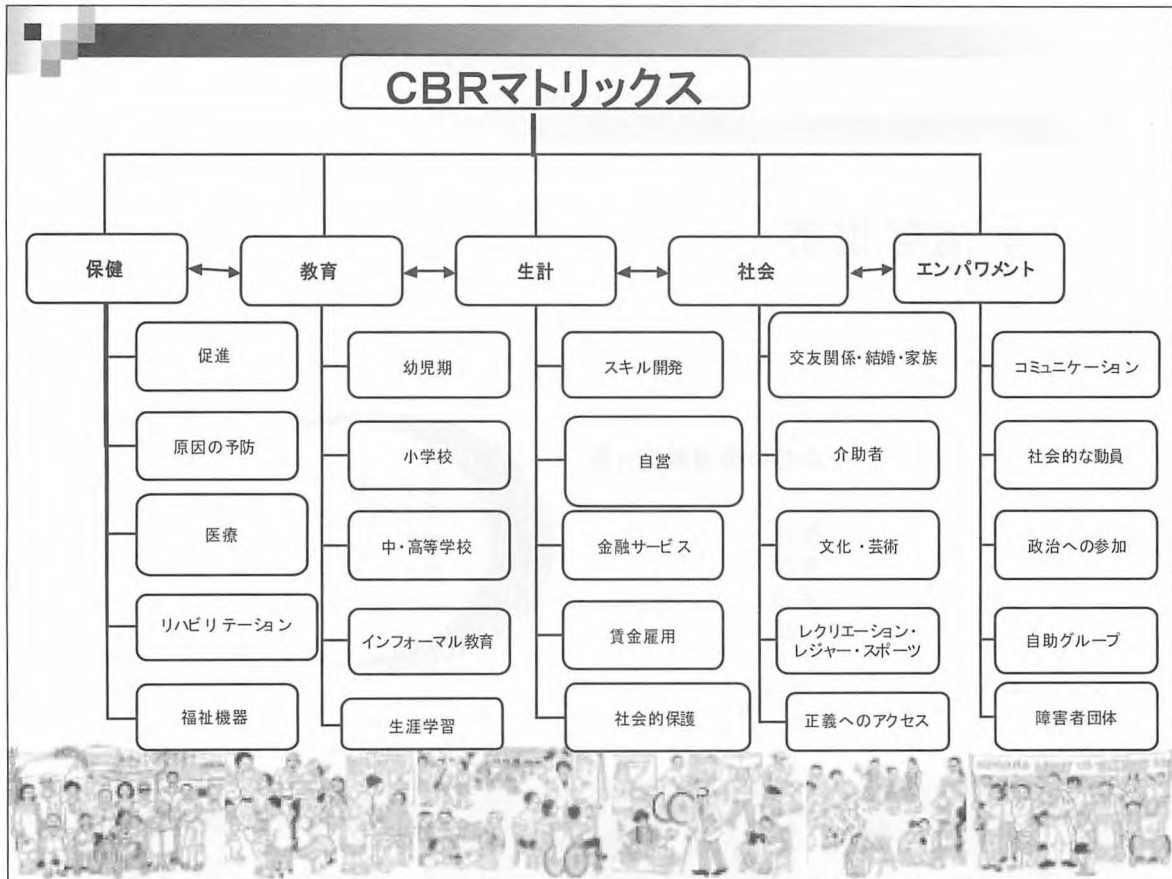 CBRマトリックス
保健
教育
生計
社会
エンパワメント
促進
原因の予防
医療
リハビリテーション
福祉機器
幼児期
小学校
中・高等学校
インフォーマル教育
生涯学習
スキル開発
自営
金融サービス
賃金雇用
社会的保護
交友関係・結婚・家族
介助者
文化・芸術
レクリエーション・
レジャー・スポーツ
正義へのアクセス
コミュニケーション
社会的な動員
政治への参加
自助グループ
障害者団体